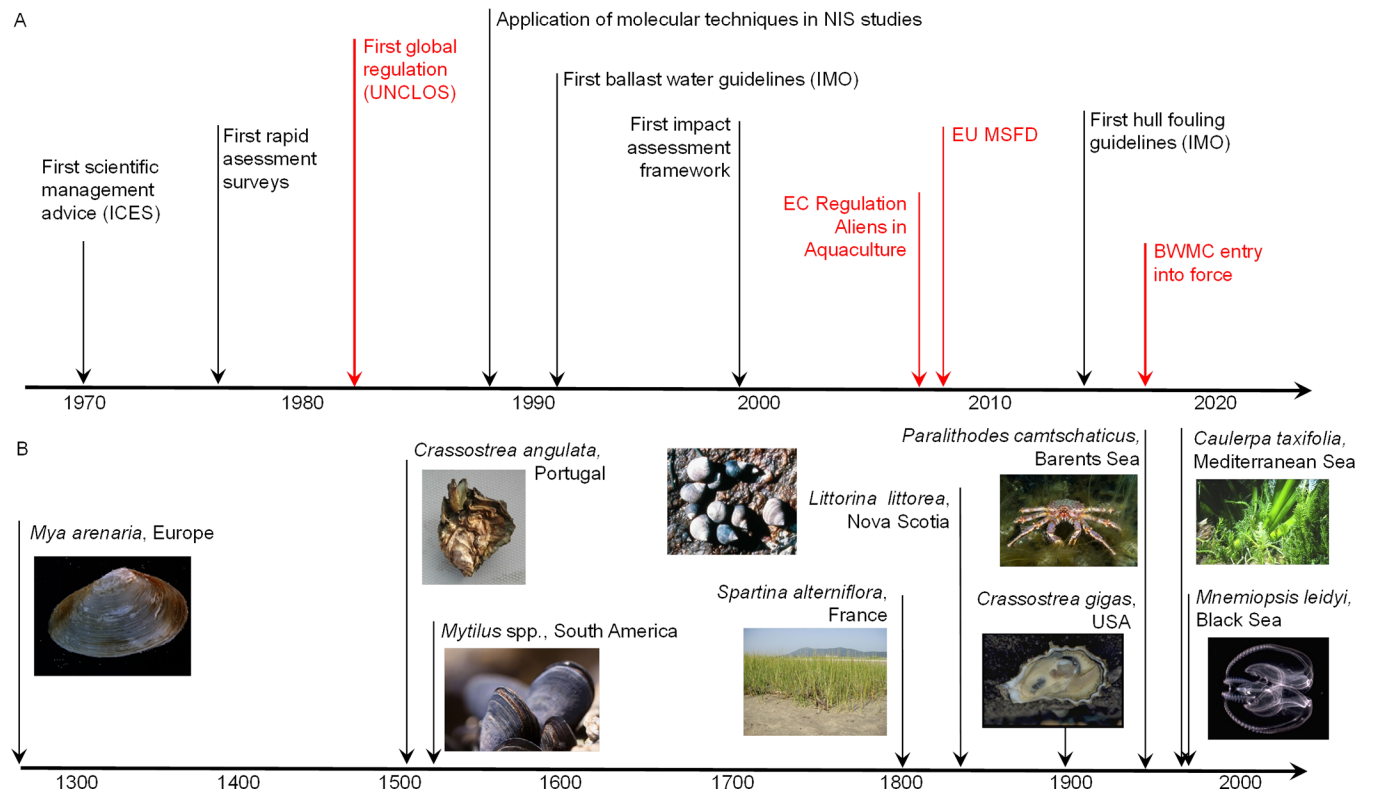 A
First scientific
management
advice (ICES)
First rapid
asessment
surveys
First global
regulation
(UNCLOS)
Application of molecular techniques in NIS studies
First ballast water guidelines (IMO)
First impact
assessment
framework
EC Regulation
Aliens in
Aquaculture
EU MSFD
First hull fouling
guidelines (IMO)
BWMC entry
into force
1970
1980
1990
2000
2010
2020
B
Mya arenaria, Europe
Crassostrea angulata,
Portugal
Mytilus spp., South America
Spartina alterniflora,
France
Littorina littorea,
Nova Scotia
Crassostrea gigas,
USA
Paralithodes camtschaticus,
Barents Sea
Caulerpa taxifolia,
Mediterranean Sea
Mnemiopsis leidyi,
Black Sea
1300
1400
1500
1600
1700
1800
1900
2000